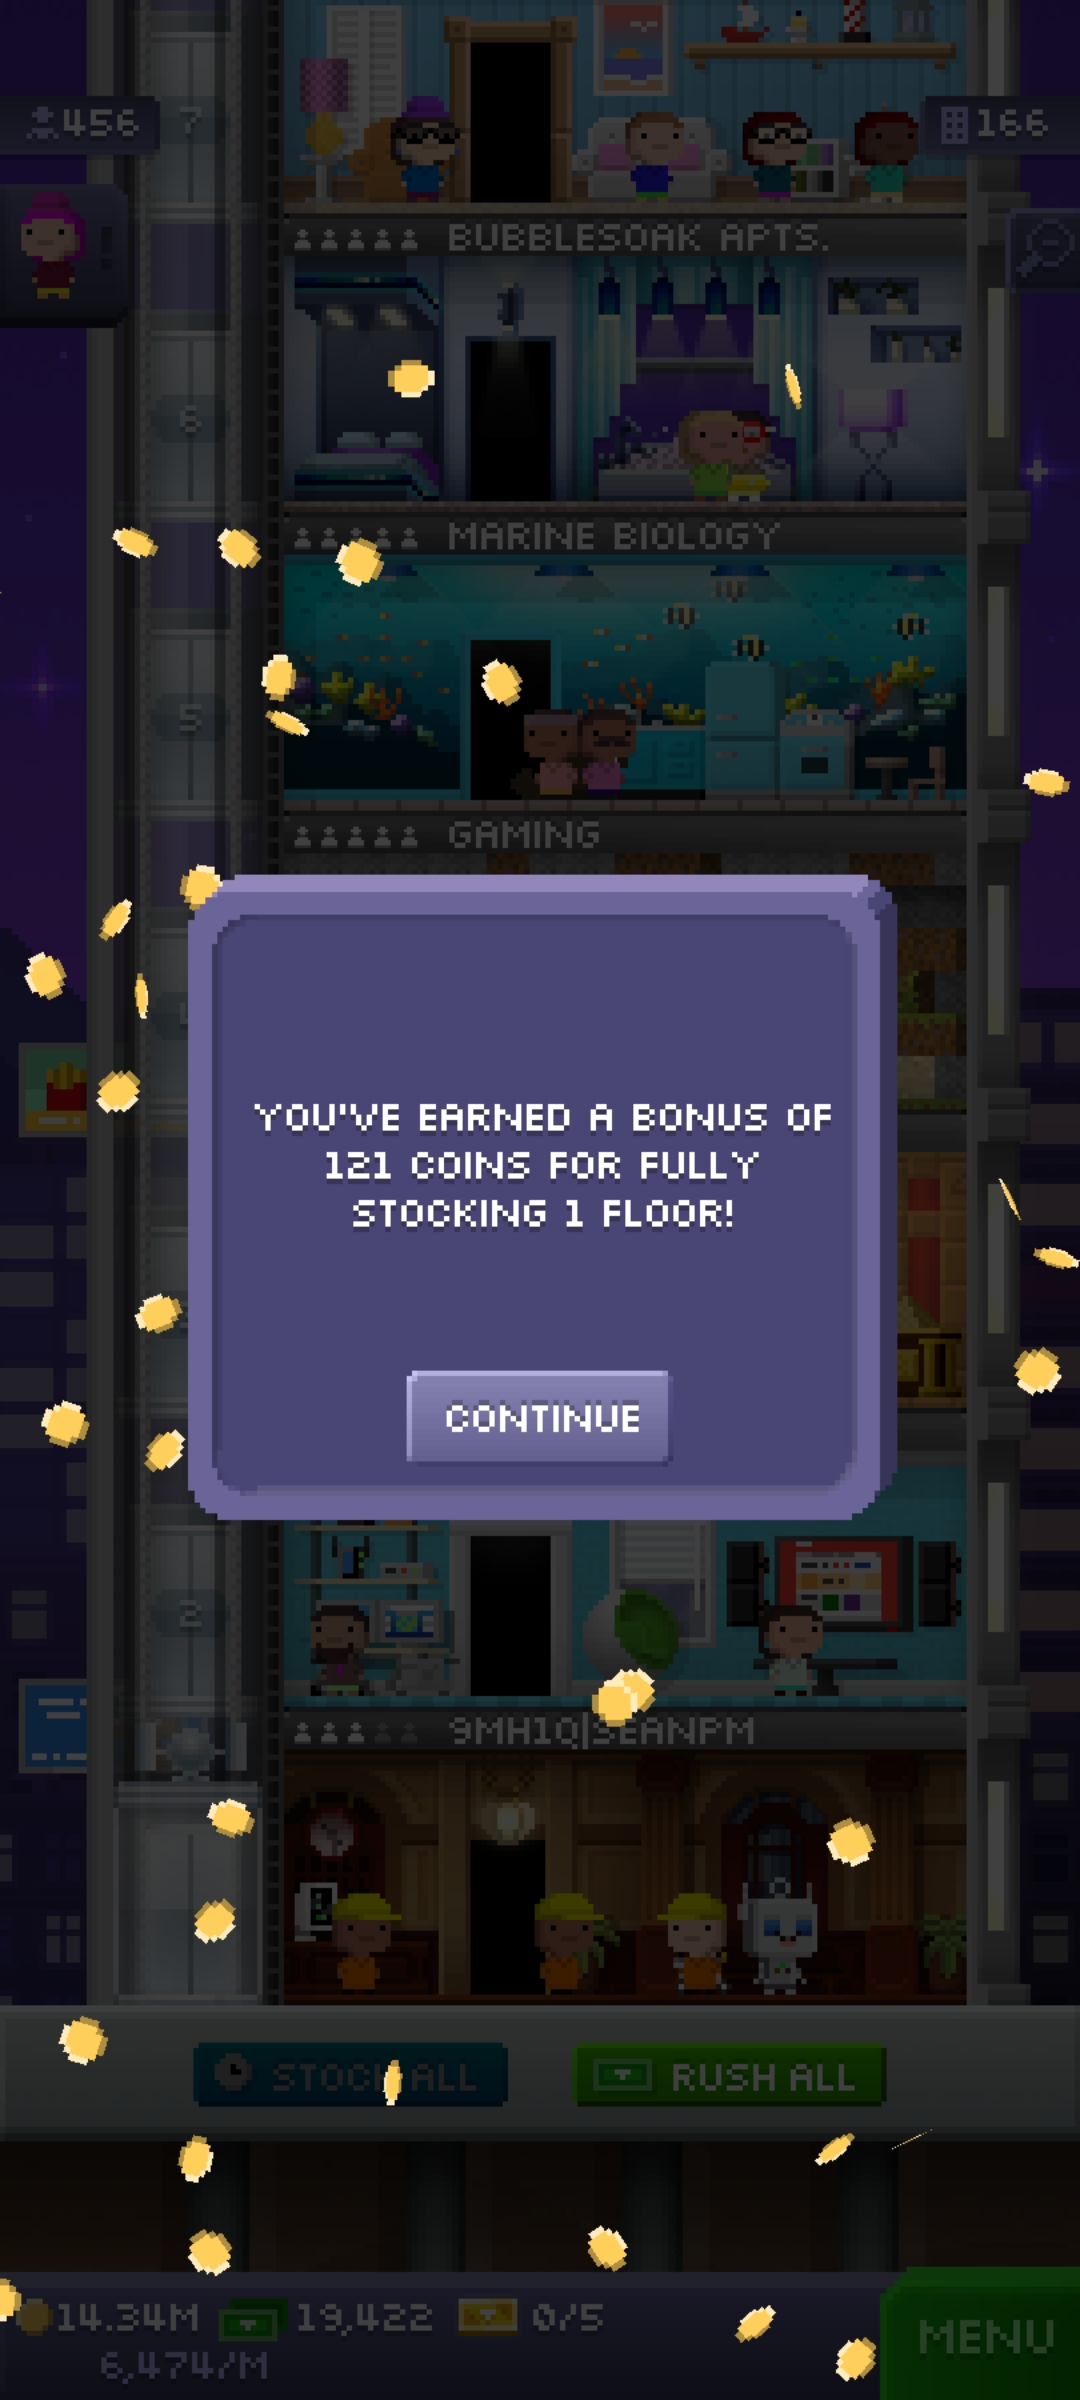 456
7
166
BUBBLESOAK APTS.
6
MARINE BIOLOGY
5
GAMING
YOU'VE EARNED A BONUS OF
121 COINS FOR FULLY
STOCKING 1 FLOOR!
CONTINUE
2
9MH1Q|SEANPM
STOCK ALL
RUSH ALL
14.34M
19,422
0/5
MENU
6,474/M